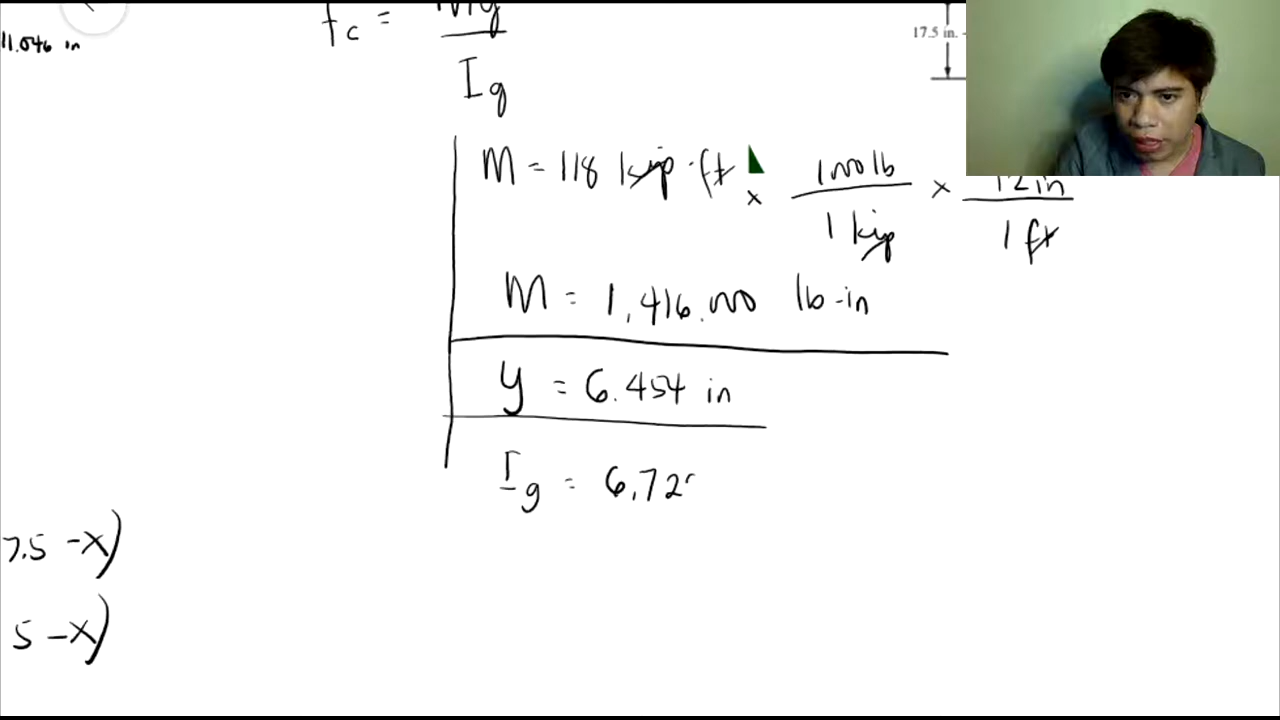 11.046 in
fc = My
Ig
17.5 in.
M = 118 kip·ft × 1000 lb / 1 kip × 12 in / 1 ft
M = 1,416,000 lb-in
y = 6.454 in
Ig = 6,72
7.5 -x)
5 -x)